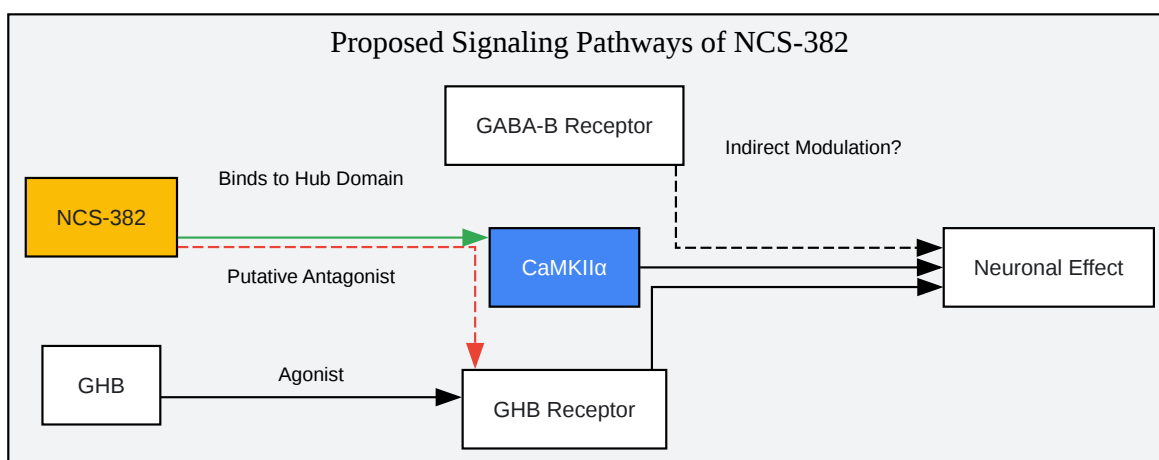 Proposed Signaling Pathways of NCS-382
GABA-B Receptor
Indirect Modulation?
Binds to Hub Domain
NCS-382
CaMKIIα
Neuronal Effect
Putative Antagonist
GHB
Agonist
GHB Receptor